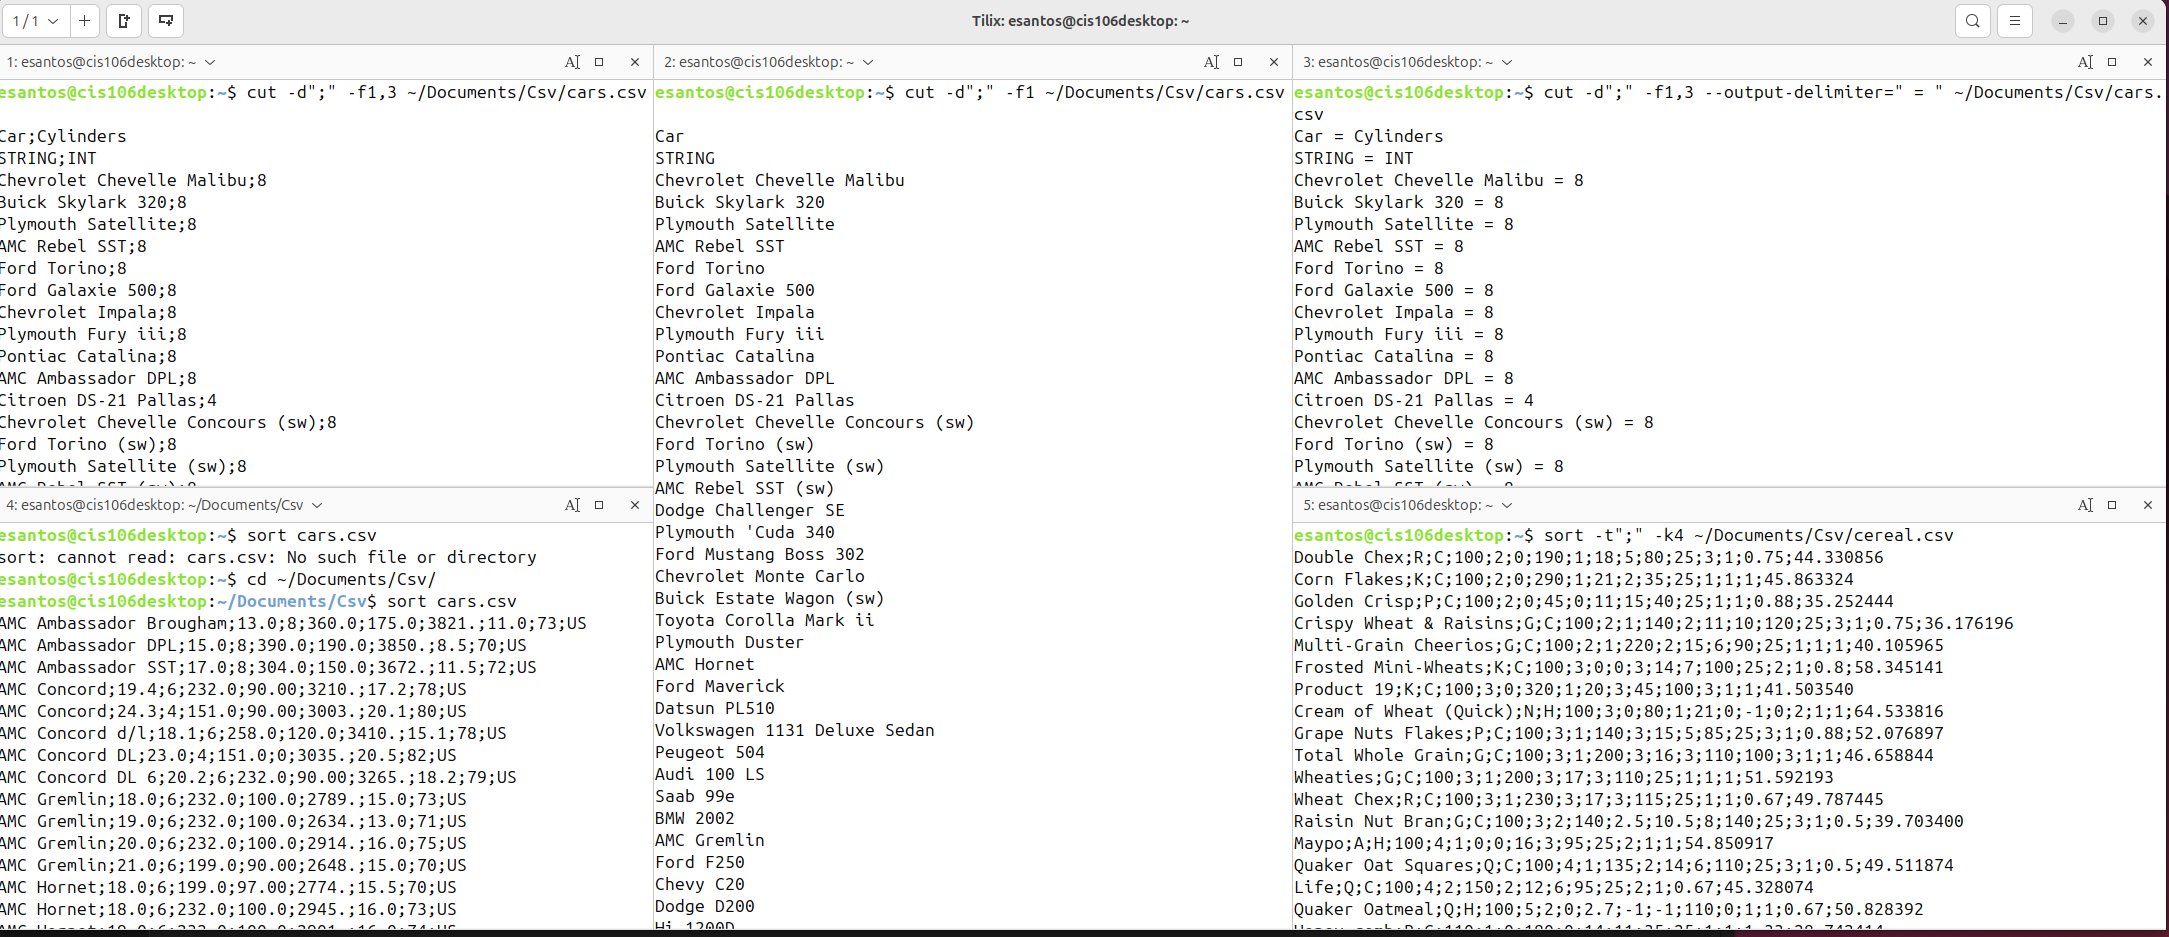 1 / 1
Tilix: esantos@cis106desktop: ~
1: esantos@cis106desktop: ~
esantos@cis106desktop:~$ cut -d";" -f1,3 ~/Documents/Csv/cars.csv
Car;Cylinders
STRING;INT
Chevrolet Chevelle Malibu;8
Buick Skylark 320;8
Plymouth Satellite;8
AMC Rebel SST;8
Ford Torino;8
Ford Galaxie 500;8
Chevrolet Impala;8
Plymouth Fury iii;8
Pontiac Catalina;8
AMC Ambassador DPL;8
Citroen DS-21 Pallas;4
Chevrolet Chevelle Concours (sw);8
Ford Torino (sw);8
Plymouth Satellite (sw);8
2: esantos@cis106desktop: ~
esantos@cis106desktop:~$ cut -d";" -f1 ~/Documents/Csv/cars.csv
Car
STRING
Chevrolet Chevelle Malibu
Buick Skylark 320
Plymouth Satellite
AMC Rebel SST
Ford Torino
Ford Galaxie 500
Chevrolet Impala
Plymouth Fury iii
Pontiac Catalina
AMC Ambassador DPL
Citroen DS-21 Pallas
Chevrolet Chevelle Concours (sw)
Ford Torino (sw)
Plymouth Satellite (sw)
AMC Rebel SST (sw)
Dodge Challenger SE
Plymouth 'Cuda 340
Ford Mustang Boss 302
Chevrolet Monte Carlo
Buick Estate Wagon (sw)
Toyota Corolla Mark ii
Plymouth Duster
AMC Hornet
Ford Maverick
Datsun PL510
Volkswagen 1131 Deluxe Sedan
Peugeot 504
Audi 100 LS
Saab 99e
BMW 2002
AMC Gremlin
Ford F250
Chevy C20
Dodge D200
Hi 1200D
3: esantos@cis106desktop: ~
esantos@cis106desktop:~$ cut -d";" -f1,3 --output-delimiter=" = " ~/Documents/Csv/cars.
csv
Car = Cylinders
STRING = INT
Chevrolet Chevelle Malibu = 8
Buick Skylark 320 = 8
Plymouth Satellite = 8
AMC Rebel SST = 8
Ford Torino = 8
Ford Galaxie 500 = 8
Chevrolet Impala = 8
Plymouth Fury iii = 8
Pontiac Catalina = 8
AMC Ambassador DPL = 8
Citroen DS-21 Pallas = 4
Chevrolet Chevelle Concours (sw) = 8
Ford Torino (sw) = 8
Plymouth Satellite (sw) = 8
4: esantos@cis106desktop: ~/Documents/Csv
esantos@cis106desktop:~$ sort cars.csv
sort: cannot read: cars.csv: No such file or directory
esantos@cis106desktop:~$ cd ~/Documents/Csv/
esantos@cis106desktop:~/Documents/Csv$ sort cars.csv
AMC Ambassador Brougham;13.0;8;360.0;175.0;3821.;11.0;73;US
AMC Ambassador DPL;15.0;8;390.0;190.0;3850.;8.5;70;US
AMC Ambassador SST;17.0;8;304.0;150.0;3672.;11.5;72;US
AMC Concord;19.4;6;232.0;90.00;3210.;17.2;78;US
AMC Concord;24.3;4;151.0;90.00;3003.;20.1;80;US
AMC Concord d/l;18.1;6;258.0;120.0;3410.;15.1;78;US
AMC Concord DL;23.0;4;151.0;0;3035.;20.5;82;US
AMC Concord DL 6;20.2;6;232.0;90.00;3265.;18.2;79;US
AMC Gremlin;18.0;6;232.0;100.0;2789.;15.0;73;US
AMC Gremlin;19.0;6;232.0;100.0;2634.;13.0;71;US
AMC Gremlin;20.0;6;232.0;100.0;2914.;16.0;75;US
AMC Gremlin;21.0;6;199.0;90.00;2648.;15.0;70;US
AMC Hornet;18.0;6;199.0;97.00;2774.;15.5;70;US
AMC Hornet;18.0;6;232.0;100.0;2945.;16.0;73;US
5: esantos@cis106desktop: ~
esantos@cis106desktop:~$ sort -t";" -k4 ~/Documents/Csv/cereal.csv
Double Chex;R;C;100;2;0;190;1;18;5;80;25;3;1;0.75;44.330856
Corn Flakes;K;C;100;2;0;290;1;21;2;35;25;1;1;1;45.863324
Golden Crisp;P;C;100;2;0;45;0;11;15;40;25;1;1;0.88;35.252444
Crispy Wheat & Raisins;G;C;100;2;1;140;2;11;10;120;25;3;1;0.75;36.176196
Multi-Grain Cheerios;G;C;100;2;1;220;2;15;6;90;25;1;1;1;40.105965
Frosted Mini-Wheats;K;C;100;3;0;0;3;14;7;100;25;2;1;0.8;58.345141
Product 19;K;C;100;3;0;320;1;20;3;45;100;3;1;1;41.503540
Cream of Wheat (Quick);N;H;100;3;0;80;1;21;0;-1;0;2;1;1;64.533816
Grape Nuts Flakes;P;C;100;3;1;140;3;15;5;85;25;3;1;0.88;52.076897
Total Whole Grain;G;C;100;3;1;200;3;16;3;110;100;3;1;1;46.658844
Wheaties;G;C;100;3;1;200;3;17;3;110;25;1;1;1;51.592193
Wheat Chex;R;C;100;3;1;230;3;17;3;115;25;1;1;0.67;49.787445
Raisin Nut Bran;G;C;100;3;2;140;2.5;10.5;8;140;25;3;1;0.5;39.703400
Maypo;A;H;100;4;1;0;0;16;3;95;25;2;1;1;54.850917
Quaker Oat Squares;Q;C;100;4;1;135;2;14;6;110;25;3;1;0.5;49.511874
Life;Q;C;100;4;2;150;2;12;6;95;25;2;1;0.67;45.328074
Quaker Oatmeal;Q;H;100;5;2;0;2.7;-1;-1;110;0;1;1;0.67;50.828392